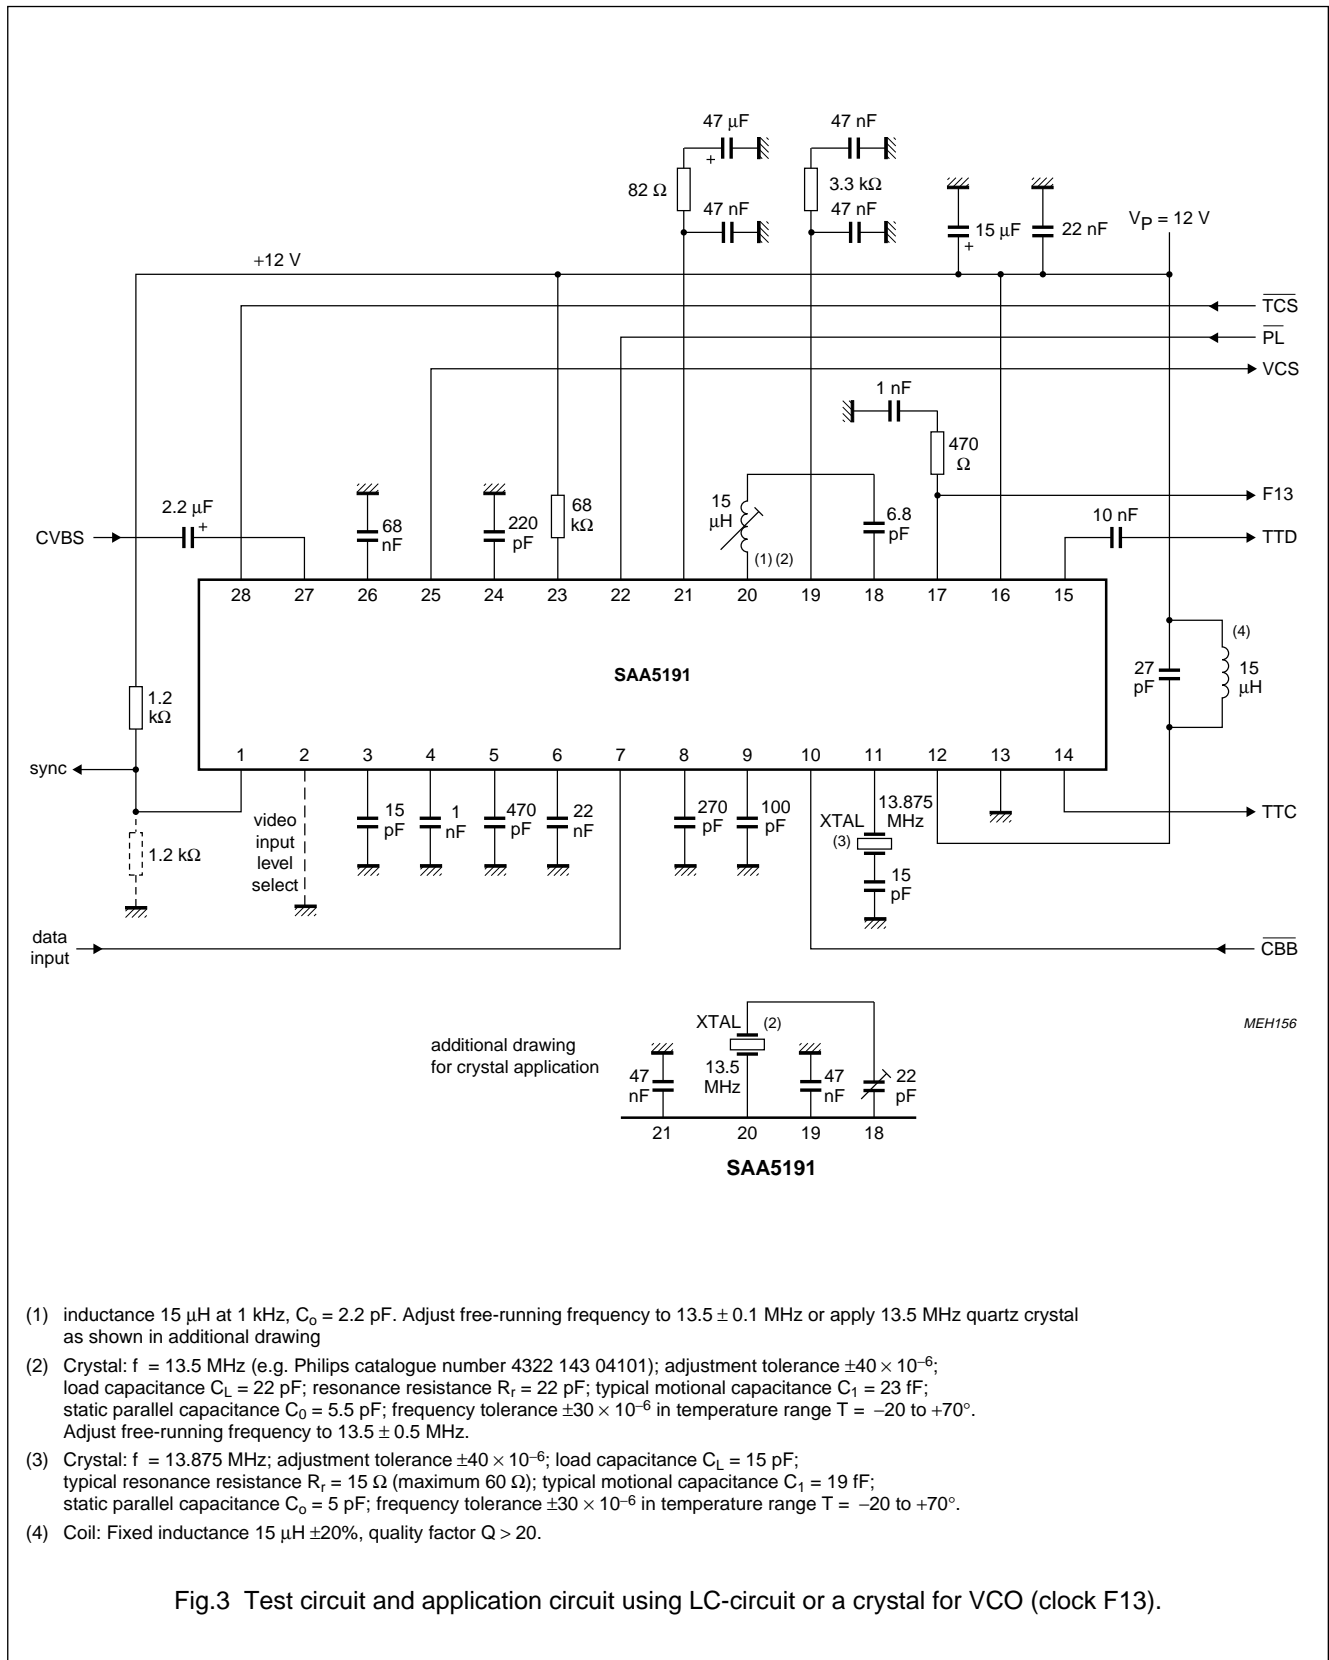 47 μF
47 nF
82 Ω
+
3.3 kΩ
47 nF
47 nF
15 μF
+
22 nF
VP = 12 V
+12 V
TCS
PL
VCS
1 nF
470
Ω
F13
2.2 μF
+
CVBS
68
nF
220
pF
68
kΩ
15
μH
(1) (2)
6.8
pF
10 nF
TTD
28 27 26 25 24 23 22 21 20 19 18 17 16 15
SAA5191
(4)
27
pF
15
μH
1.2
kΩ
1 2 3 4 5 6 7 8 9 10 11 12 13 14
sync
video
input
level
select
1.2 kΩ
15
pF
1
nF
470
pF
22
nF
270
pF
100
pF
XTAL
(3)
13.875
MHz
15
pF
TTC
data
input
CBB
MEH156
additional drawing
for crystal application
XTAL (2)
47
nF
13.5
MHz
47
nF
22
pF
21 20 19 18
SAA5191
(1) inductance 15 μH at 1 kHz, Co = 2.2 pF. Adjust free-running frequency to 13.5 ± 0.1 MHz or apply 13.5 MHz quartz crystal
as shown in additional drawing
(2) Crystal: f = 13.5 MHz (e.g. Philips catalogue number 4322 143 04101); adjustment tolerance ±40 × 10−6;
load capacitance CL = 22 pF; resonance resistance Rr = 22 pF; typical motional capacitance C1 = 23 fF;
static parallel capacitance C0 = 5.5 pF; frequency tolerance ±30 × 10−6 in temperature range T = −20 to +70°.
Adjust free-running frequency to 13.5 ± 0.5 MHz.
(3) Crystal: f = 13.875 MHz; adjustment tolerance ±40 × 10−6; load capacitance CL = 15 pF;
typical resonance resistance Rr = 15 Ω (maximum 60 Ω); typical motional capacitance C1 = 19 fF;
static parallel capacitance Co = 5 pF; frequency tolerance ±30 × 10−6 in temperature range T = −20 to +70°.
(4) Coil: Fixed inductance 15 μH ±20%, quality factor Q > 20.
Fig.3 Test circuit and application circuit using LC-circuit or a crystal for VCO (clock F13).